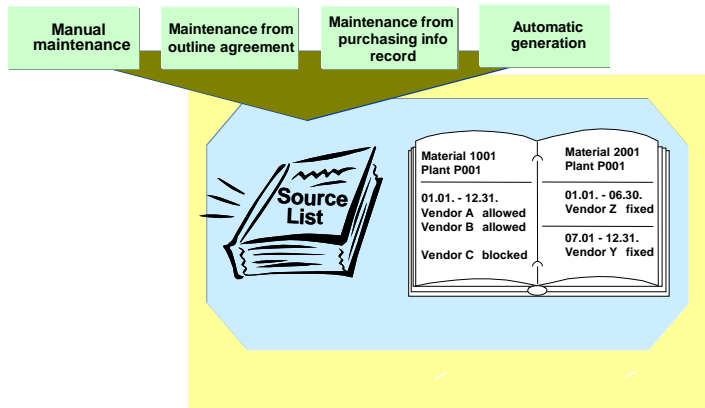 Manual
maintenance
Maintenance from
outline agreement
Maintenance from
purchasing info
record
Automatic
generation
Source
List
Material 1001
Plant P001
01.01. - 12.31.
Vendor A allowed
Vendor B allowed
Vendor C blocked
Material 2001
Plant P001
01.01. - 06.30.
Vendor Z fixed
07.01 - 12.31.
Vendor Y fixed